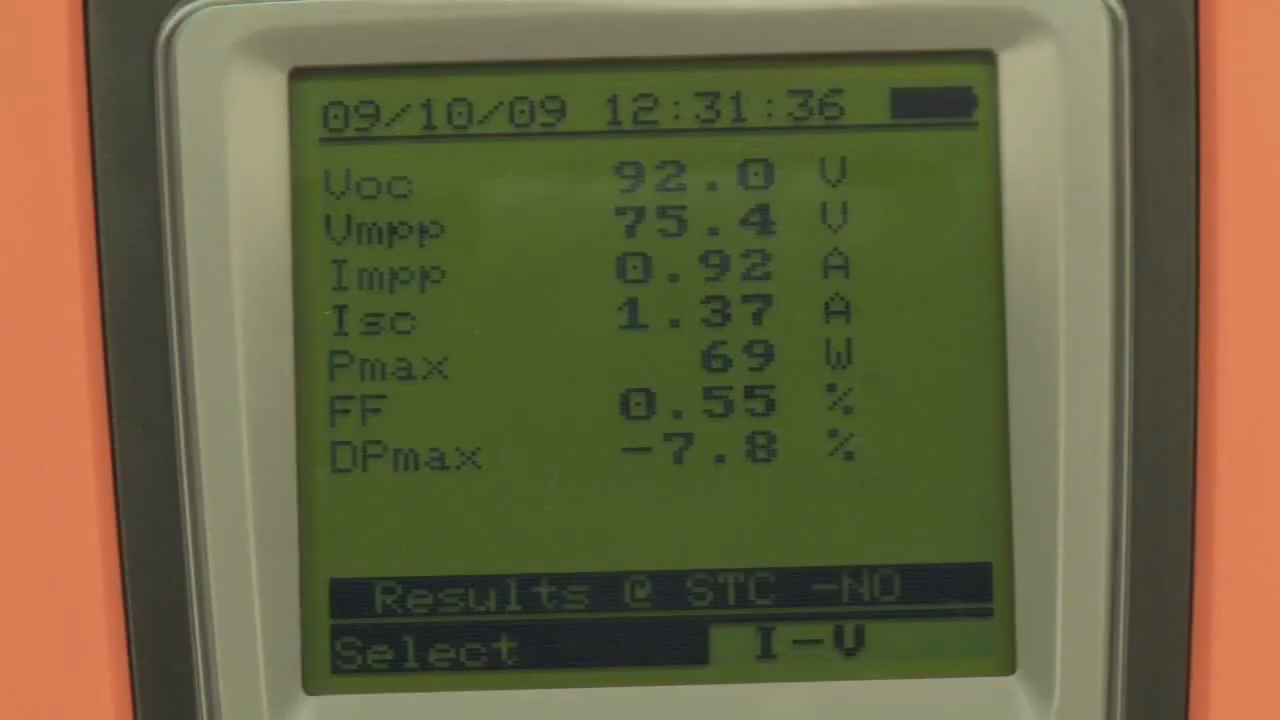 09/10/09 12:31:36
Voc 92.0 V
Vmpp 75.4 V
Impp 0.92 A
Isc 1.37 A
Pmax 69 W
FF 0.55 %
DPmax -7.8 %
Results @ STC -NO
Select I-V